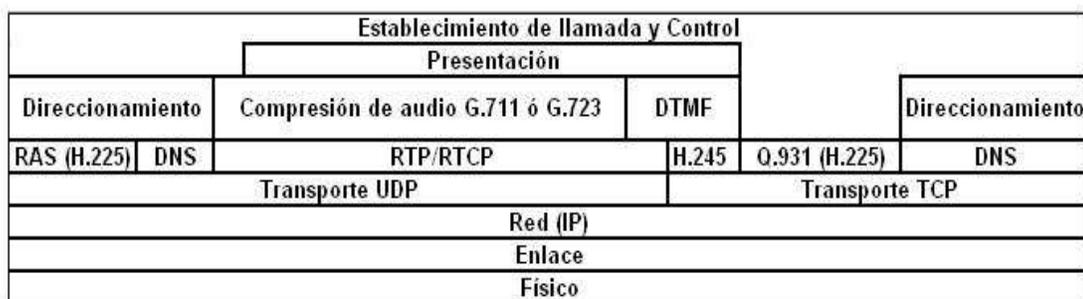 Establecimiento de llamada y Control
Presentación
Direccionamiento Compresión de audio G.711 ó G.723 DTMF Direccionamiento
RAS (H.225) DNS RTP/RTCP H.245 Q.931 (H.225) DNS
Transporte UDP Transporte TCP
Red (IP)
Enlace
Físico